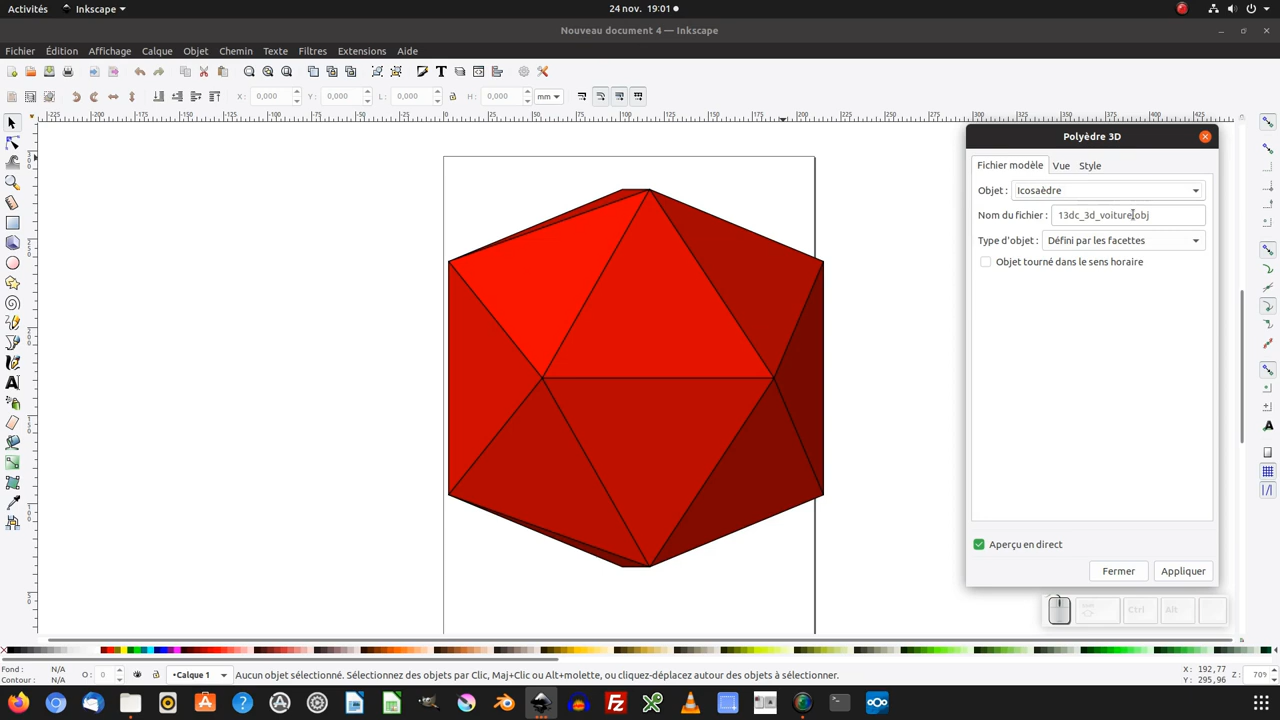 Activités Inkscape 24 nov. 19:01
Nouveau document 4 — Inkscape
Fichier Édition Affichage Calque Objet Chemin Texte Filtres Extensions Aide
X : 0,000 Y : 0,000 L : 0,000 H : 0,000 mm
Polyèdre 3D
Fichier modèle Vue Style
Objet : Icosaèdre
Nom du fichier : 13dc_3d_voiture.obj
Type d'objet : Défini par les facettes
Objet tourné dans le sens horaire
Aperçu en direct
Fermer Appliquer
Ctrl Alt
Fond : N/A
Contour : N/A
O : 0
•Calque 1
Aucun objet sélectionné. Sélectionnez des objets par Clic, Maj+Clic ou Alt+molette, ou cliquez-déplacez autour des objets à sélectionner.
X : 192,77
Y : 295,96
Z : 70%